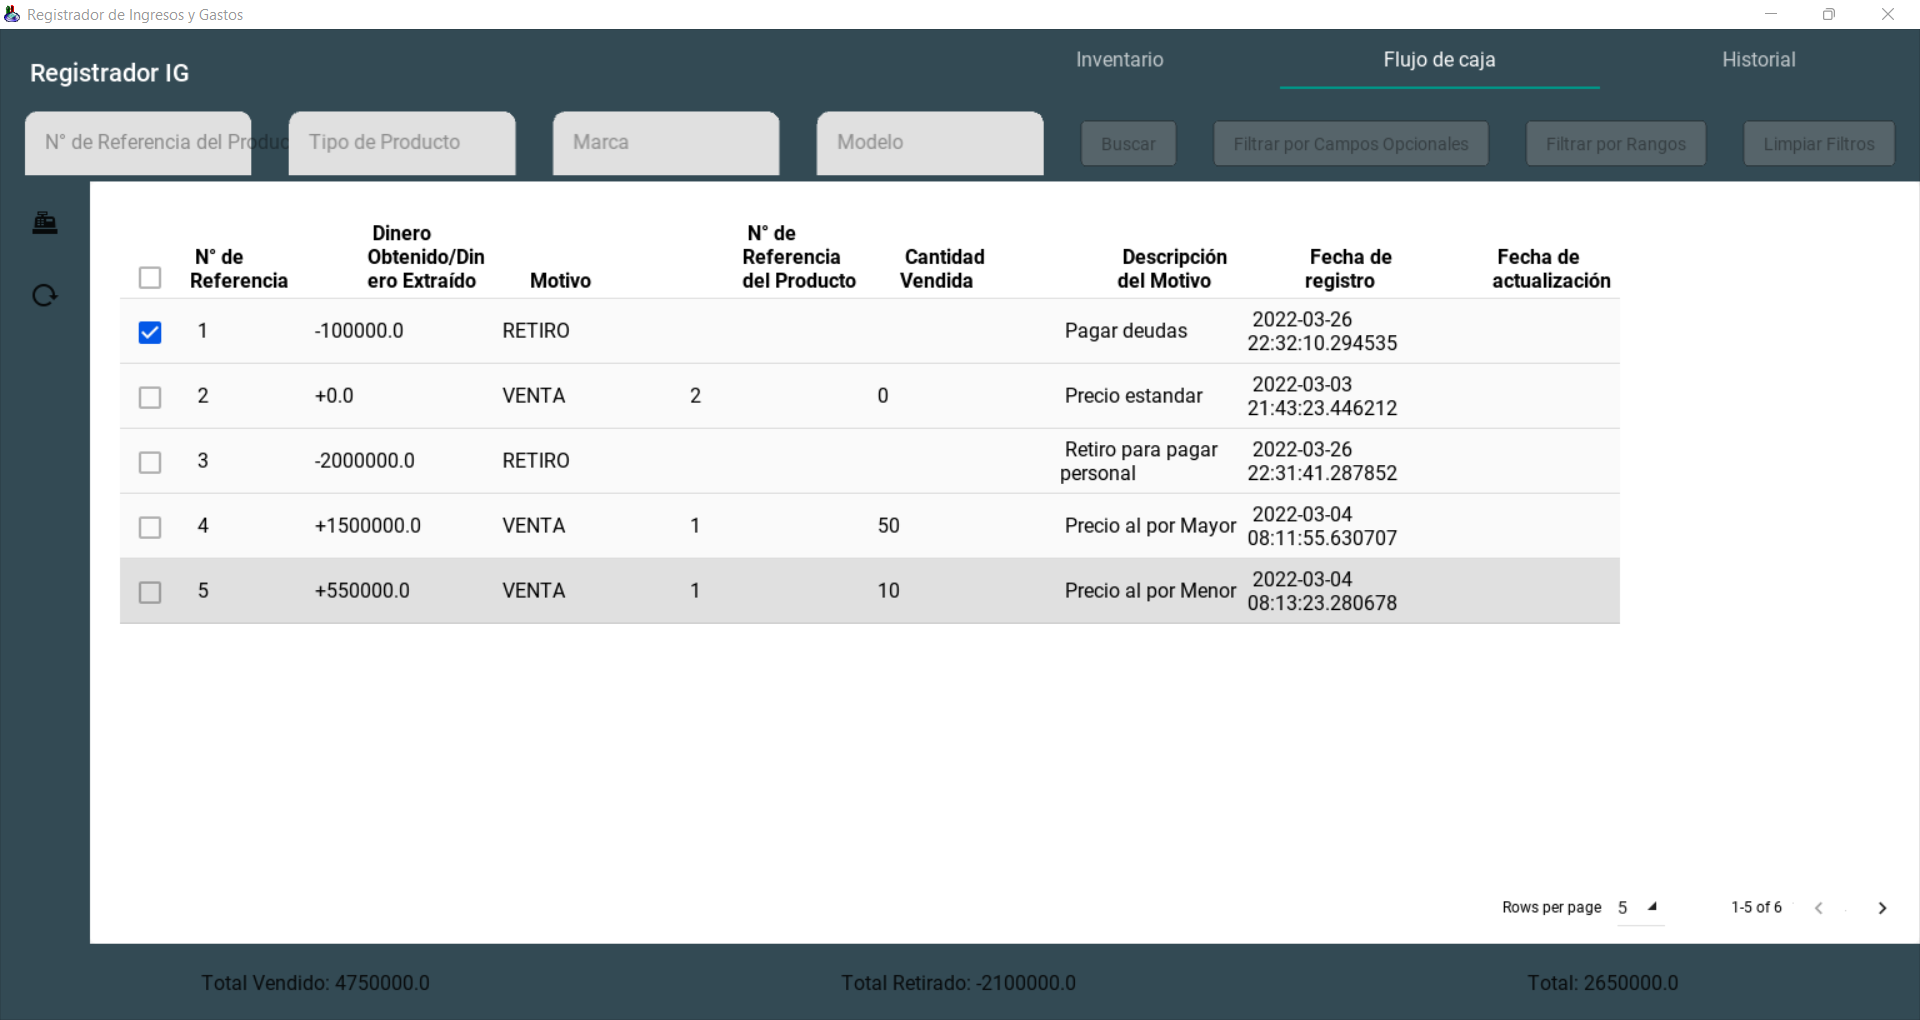 Registrador de Ingresos y Gastos
Registrador IG
Inventario
Flujo de caja
Historial
N° de Referencia del Produc
Tipo de Producto
Marca
Modelo
Buscar
Filtrar por Campos Opcionales
Filtrar por Rangos
Limpiar Filtros
N° de
Referencia
Dinero
Obtenido/Din
ero Extraído
Motivo
N° de
Referencia
del Producto
Cantidad
Vendida
Descripción
del Motivo
Fecha de
registro
Fecha de
actualización
1
-100000.0
RETIRO
Pagar deudas
2022-03-26
22:32:10.294535
2
+0.0
VENTA
2
0
Precio estandar
2022-03-03
21:43:23.446212
3
-2000000.0
RETIRO
Retiro para pagar
personal
2022-03-26
22:31:41.287852
4
+1500000.0
VENTA
1
50
Precio al por Mayor
2022-03-04
08:11:55.630707
5
+550000.0
VENTA
1
10
Precio al por Menor
2022-03-04
08:13:23.280678
Rows per page
5
1-5 of 6
Total Vendido: 4750000.0
Total Retirado: -2100000.0
Total: 2650000.0